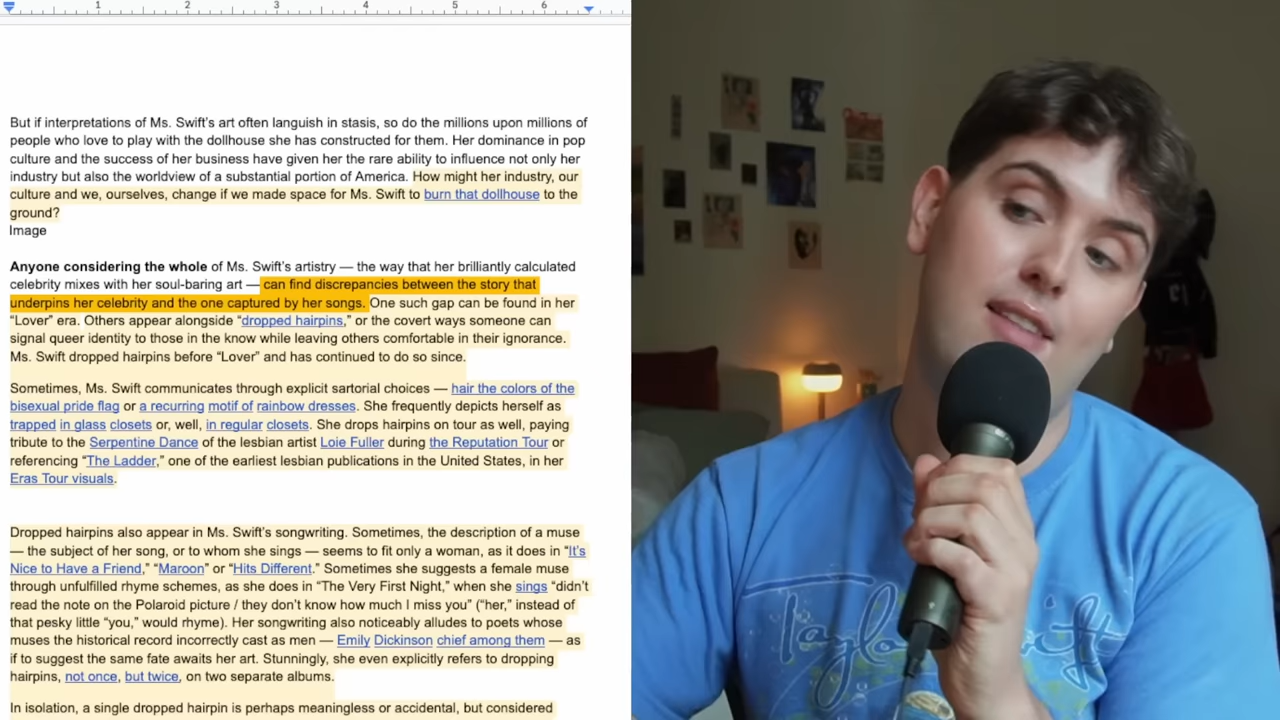 1 2 3 4 5 6
But if interpretations of Ms. Swift's art often languish in stasis, so do the millions upon millions of
people who love to play with the dollhouse she has constructed for them. Her dominance in pop
culture and the success of her business have given her the rare ability to influence not only her
industry but also the worldview of a substantial portion of America. How might her industry, our
culture and we, ourselves, change if we made space for Ms. Swift to burn that dollhouse to the
ground?
Image
Anyone considering the whole of Ms. Swift's artistry — the way that her brilliantly calculated
celebrity mixes with her soul-baring art — can find discrepancies between the story that
underpins her celebrity and the one captured by her songs. One such gap can be found in her
“Lover” era. Others appear alongside “dropped hairpins,” or the covert ways someone can
signal queer identity to those in the know while leaving others comfortable in their ignorance.
Ms. Swift dropped hairpins before “Lover” and has continued to do so since.
Sometimes, Ms. Swift communicates through explicit sartorial choices — hair the colors of the
bisexual pride flag or a recurring motif of rainbow dresses. She frequently depicts herself as
trapped in glass closets or, well, in regular closets. She drops hairpins on tour as well, paying
tribute to the Serpentine Dance of the lesbian artist Loie Fuller during the Reputation Tour or
referencing “The Ladder,” one of the earliest lesbian publications in the United States, in her
Eras Tour visuals.
Dropped hairpins also appear in Ms. Swift's songwriting. Sometimes, the description of a muse
— the subject of her song, or to whom she sings — seems to fit only a woman, as it does in “It's
Nice to Have a Friend,” “Maroon” or “Hits Different.” Sometimes she suggests a female muse
through unfulfilled rhyme schemes, as she does in “The Very First Night,” when she sings “didn't
read the note on the Polaroid picture / they don't know how much I miss you” (“her,” instead of
that pesky little “you,” would rhyme). Her songwriting also noticeably alludes to poets whose
muses the historical record incorrectly cast as men — Emily Dickinson chief among them — as
if to suggest the same fate awaits her art. Stunningly, she even explicitly refers to dropping
hairpins, not once, but twice, on two separate albums.
In isolation, a single dropped hairpin is perhaps meaningless or accidental, but considered
Taylor Swift